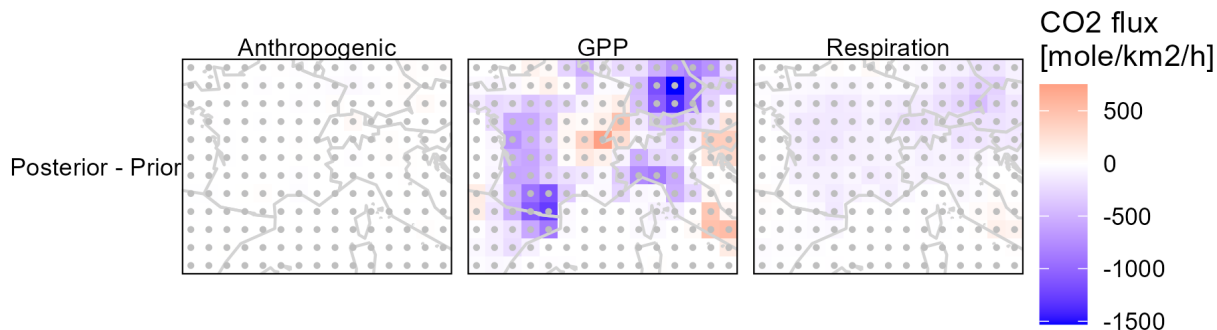 Anthropogenic
GPP
Respiration
Posterior - Prior
CO2 flux
[mole/km2/h]
500
0
-500
-1000
-1500